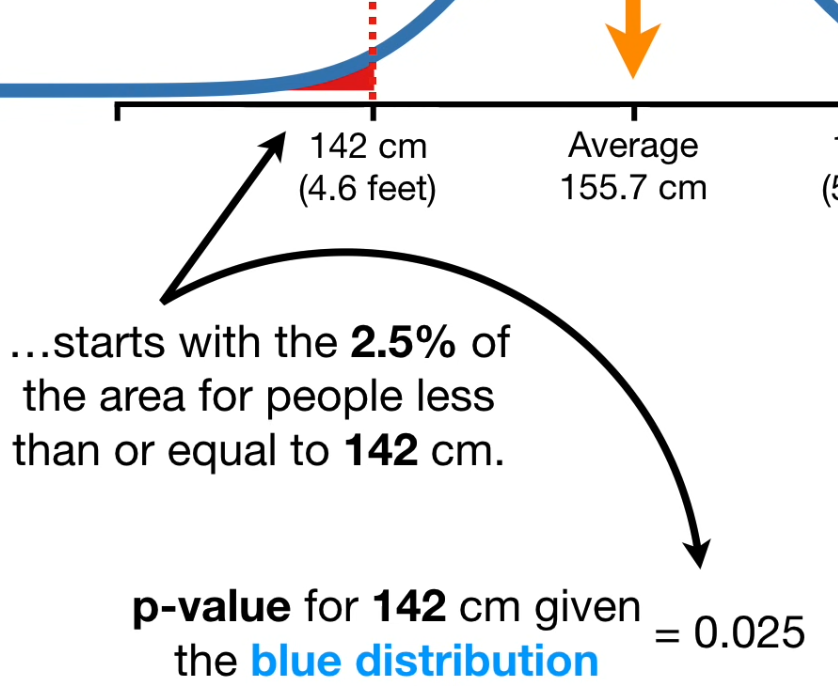 142 cm
(4.6 feet)
Average
155.7 cm
...starts with the 2.5% of
the area for people less
than or equal to 142 cm.
p-value for 142 cm given
the blue distribution
= 0.025